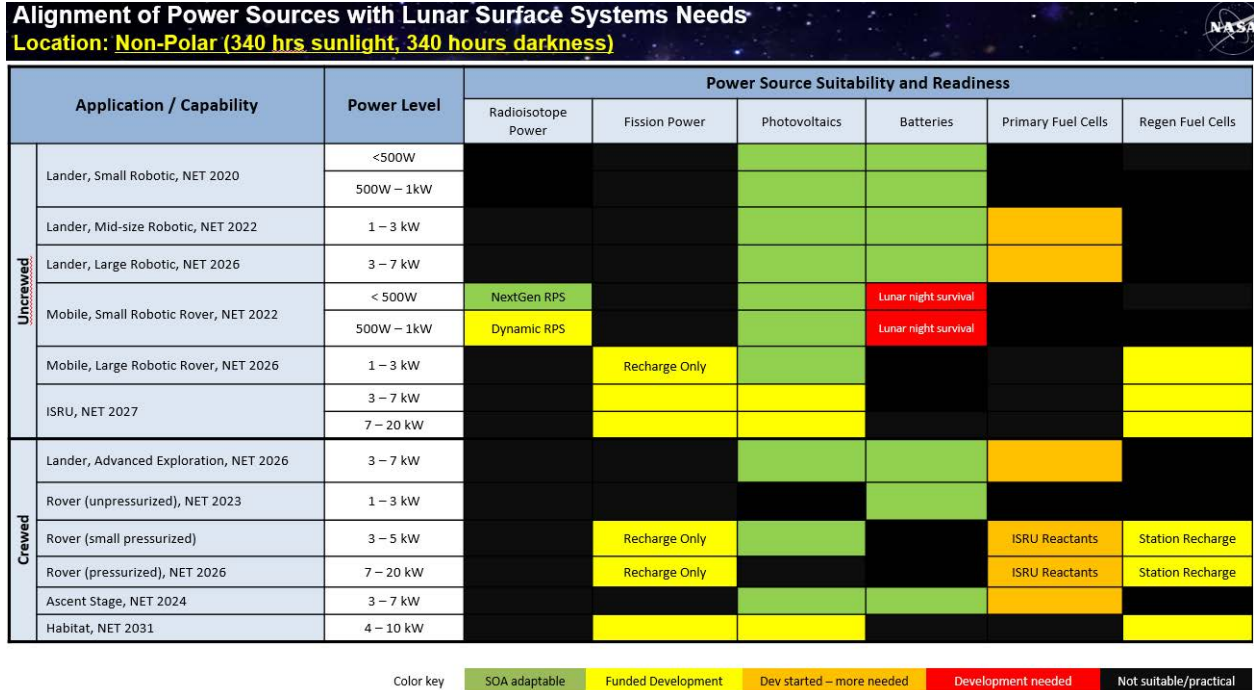 Alignment of Power Sources with Lunar Surface Systems Needs
Location: Non-Polar (340 hrs sunlight, 340 hours darkness)
NASA
Application / Capability
Power Level
Power Source Suitability and Readiness
Radioisotope
Power
Fission Power
Photovoltaics
Batteries
Primary Fuel Cells
Regen Fuel Cells
Uncrewed
Lander, Small Robotic, NET 2020
<500W
500W – 1kW
Lander, Mid-size Robotic, NET 2022
1 – 3 kW
Lander, Large Robotic, NET 2026
3 – 7 kW
Mobile, Small Robotic Rover, NET 2022
< 500W
NextGen RPS
Lunar night survival
500W – 1kW
Dynamic RPS
Lunar night survival
Mobile, Large Robotic Rover, NET 2026
1 – 3 kW
Recharge Only
ISRU, NET 2027
3 – 7 kW
7 – 20 kW
Crewed
Lander, Advanced Exploration, NET 2026
3 – 7 kW
Rover (unpressurized), NET 2023
1 – 3 kW
Rover (small pressurized)
3 – 5 kW
Recharge Only
ISRU Reactants
Station Recharge
Rover (pressurized), NET 2026
7 – 20 kW
Recharge Only
ISRU Reactants
Station Recharge
Ascent Stage, NET 2024
3 – 7 kW
Habitat, NET 2031
4 – 10 kW
Color key
SOA adaptable
Funded Development
Dev started – more needed
Development needed
Not suitable/practical